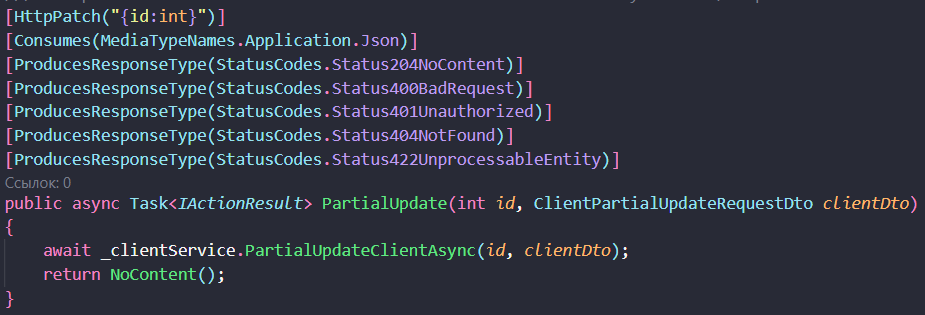 [HttpPatch("{id:int}")]
[Consumes(MediaTypeNames.Application.Json)]
[ProducesResponseType(StatusCodes.Status204NoContent)]
[ProducesResponseType(StatusCodes.Status400BadRequest)]
[ProducesResponseType(StatusCodes.Status401Unauthorized)]
[ProducesResponseType(StatusCodes.Status404NotFound)]
[ProducesResponseType(StatusCodes.Status422UnprocessableEntity)]
Ссылок: 0
public async Task<IActionResult> PartialUpdate(int id, ClientPartialUpdateRequestDto clientDto)
{
    await _clientService.PartialUpdateClientAsync(id, clientDto);
    return NoContent();
}